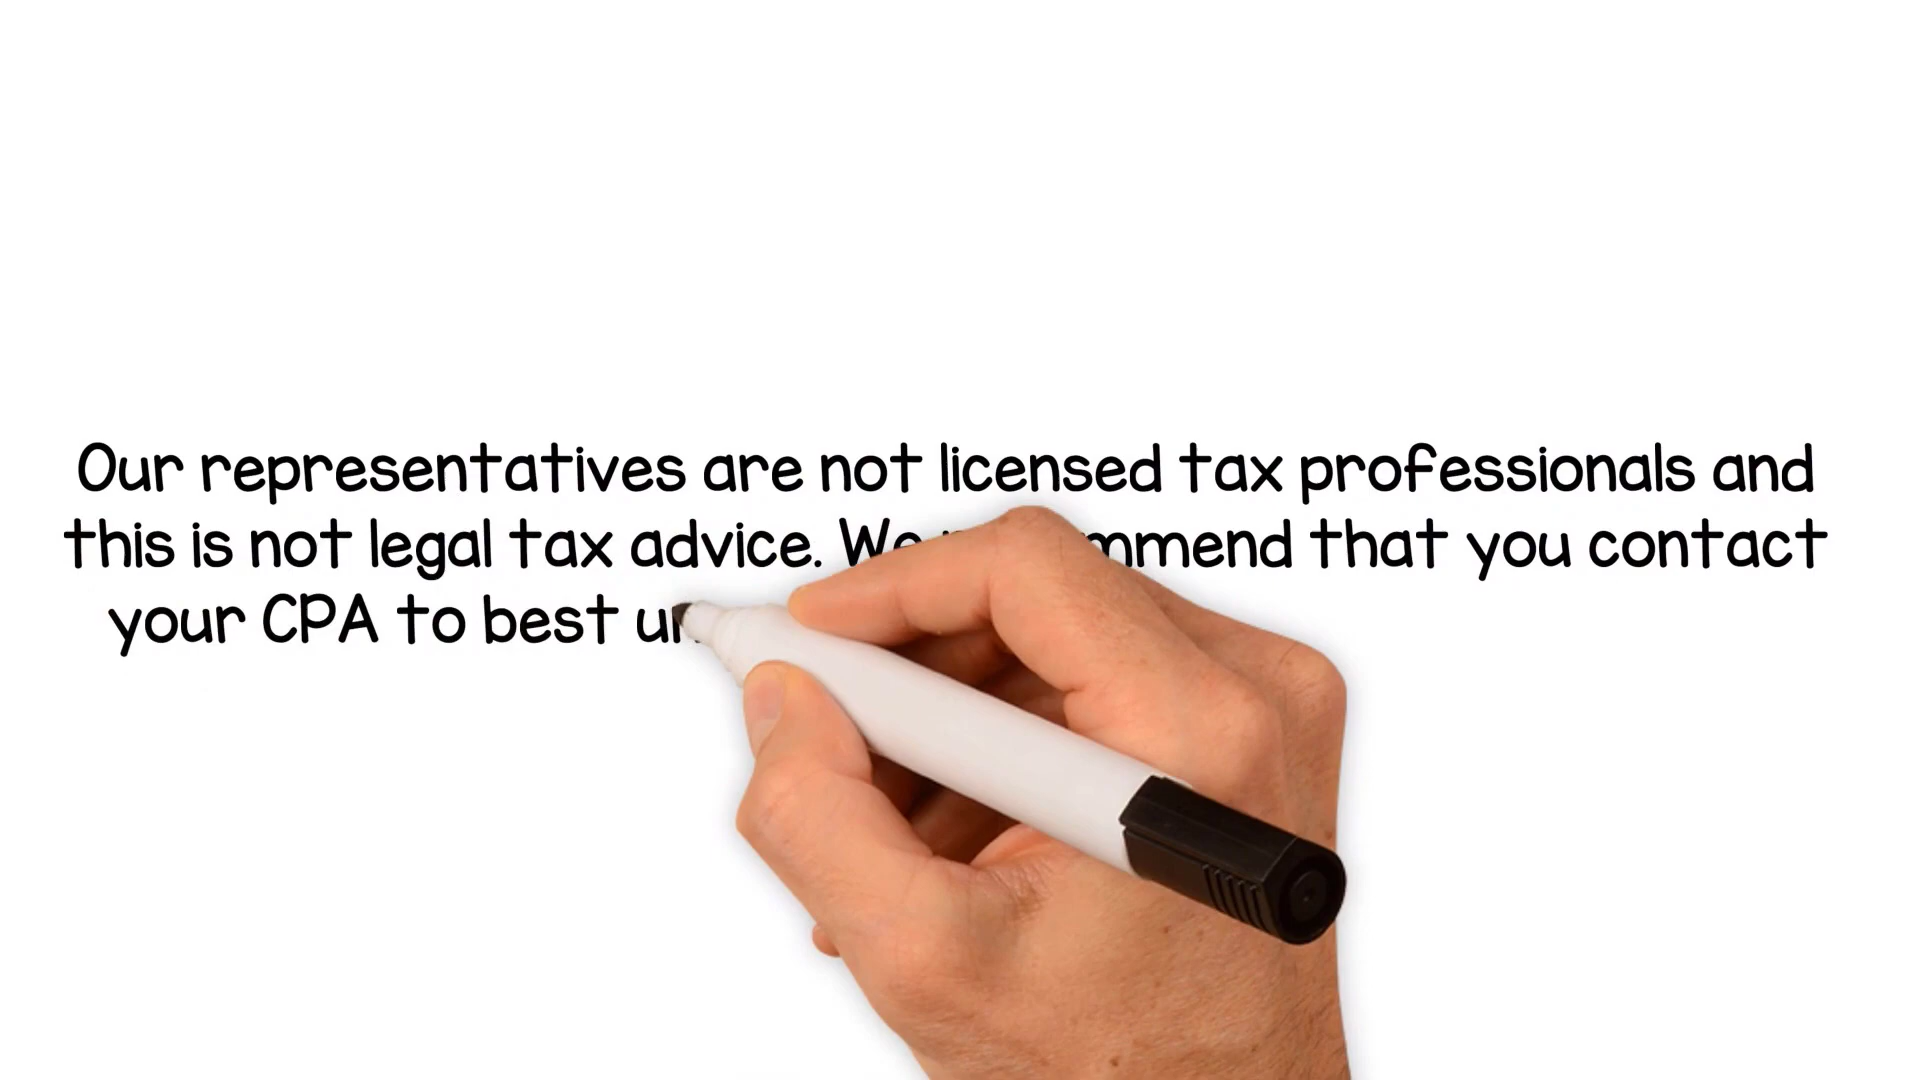 Our representatives are not licensed tax professionals and
this is not legal tax advice. We recommend that you contact
your CPA to best